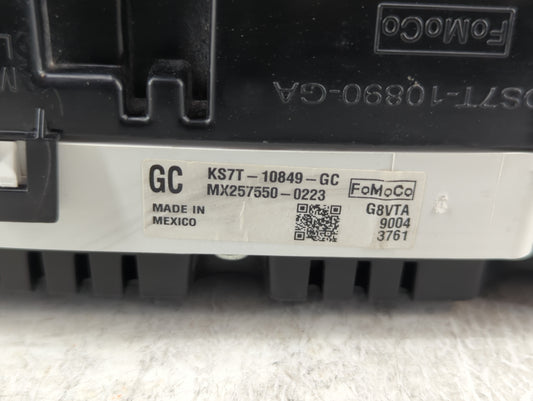 FoMoCo
DS7T-10890-GA
GC
KS7T-10849-GC
MX257550-0223
FoMoCo
MADE IN
MEXICO
G8VTA
9004
3761